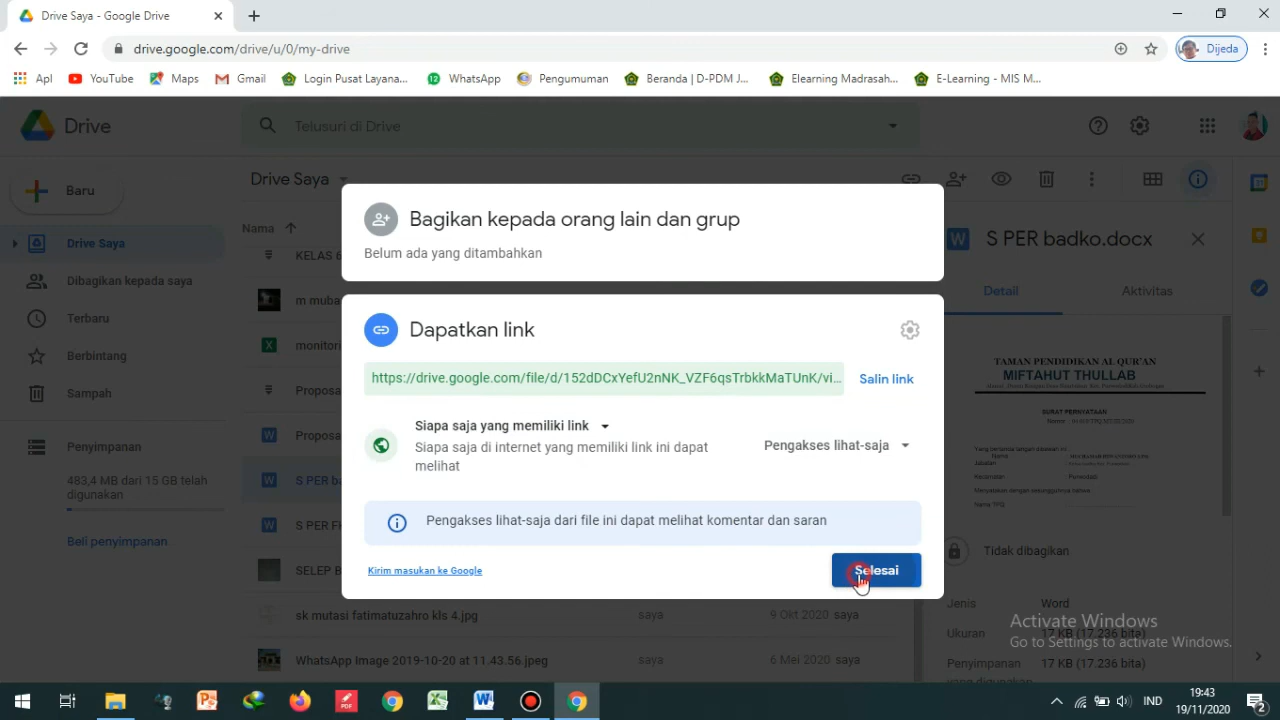 Drive Saya - Google Drive
drive.google.com/drive/u/0/my-drive
Dijeda
Apl
YouTube
Maps
Gmail
Login Pusat Layana...
WhatsApp
Pengumuman
Beranda | D-PDM J...
Elearning Madrasah...
E-Learning - MIS M...
Drive
Telusuri di Drive
Baru
Drive Saya
Dibagikan kepada saya
Terbaru
Berbintang
Sampah
Penyimpanan
483,4 MB dari 15 GB telah
digunakan
Beli penyimpanan
Drive Saya
Nama
KELAS 6
m muba
monitori
Proposa
Proposa
S PER ba
S PER F
SELEP B
sk mutasi fatimatuzahro kls 4.jpg saya 9 Okt 2020 saya
WhatsApp Image 2019-10-20 at 11.43.56.jpeg saya 6 Mei 2020 saya
Bagikan kepada orang lain dan grup
Belum ada yang ditambahkan
Dapatkan link
https://drive.google.com/file/d/152dDCxYefU2nNK_VZF6qsTrbkkMaTUnK/vi...
Salin link
Siapa saja yang memiliki link
Siapa saja di internet yang memiliki link ini dapat
melihat
Pengakses lihat-saja
Pengakses lihat-saja dari file ini dapat melihat komentar dan saran
Kirim masukan ke Google
Selesai
S PER badko.docx
Detail
Aktivitas
TAMAN PENDIDIKAN AL QUR'AN
MIFTAHUT THULLAB
SURAT PERNYATAAN
Tidak dibagikan
Jenis Word
Ukuran 17 KB (17.236 bita)
Penyimpanan 17 KB (17.236 bita)
yang digunakan
Activate Windows
Go to Settings to activate Windows.
IND
19:43
19/11/2020
2